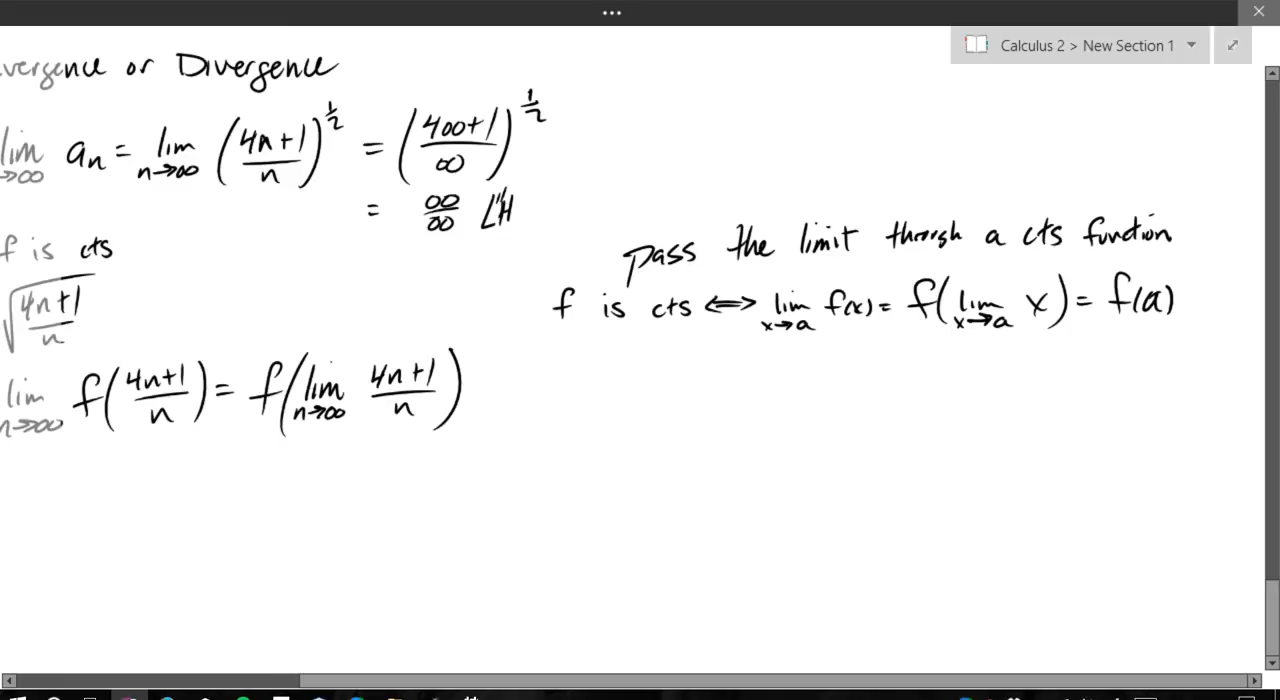 Calculus 2 > New Section 1
vergence or Divergence
lim n→∞ aₙ = lim n→∞ (4n+1/n)^1/2 = (4∞+1/∞)^1/2
= ∞/∞ L'H
f is cts
√(4n+1/n)
pass the limit through a cts function
f is cts ⟺ lim x→a f(x) = f(lim x→a x) = f(a)
lim n→∞ f(4n+1/n) = f(lim n→∞ 4n+1/n)